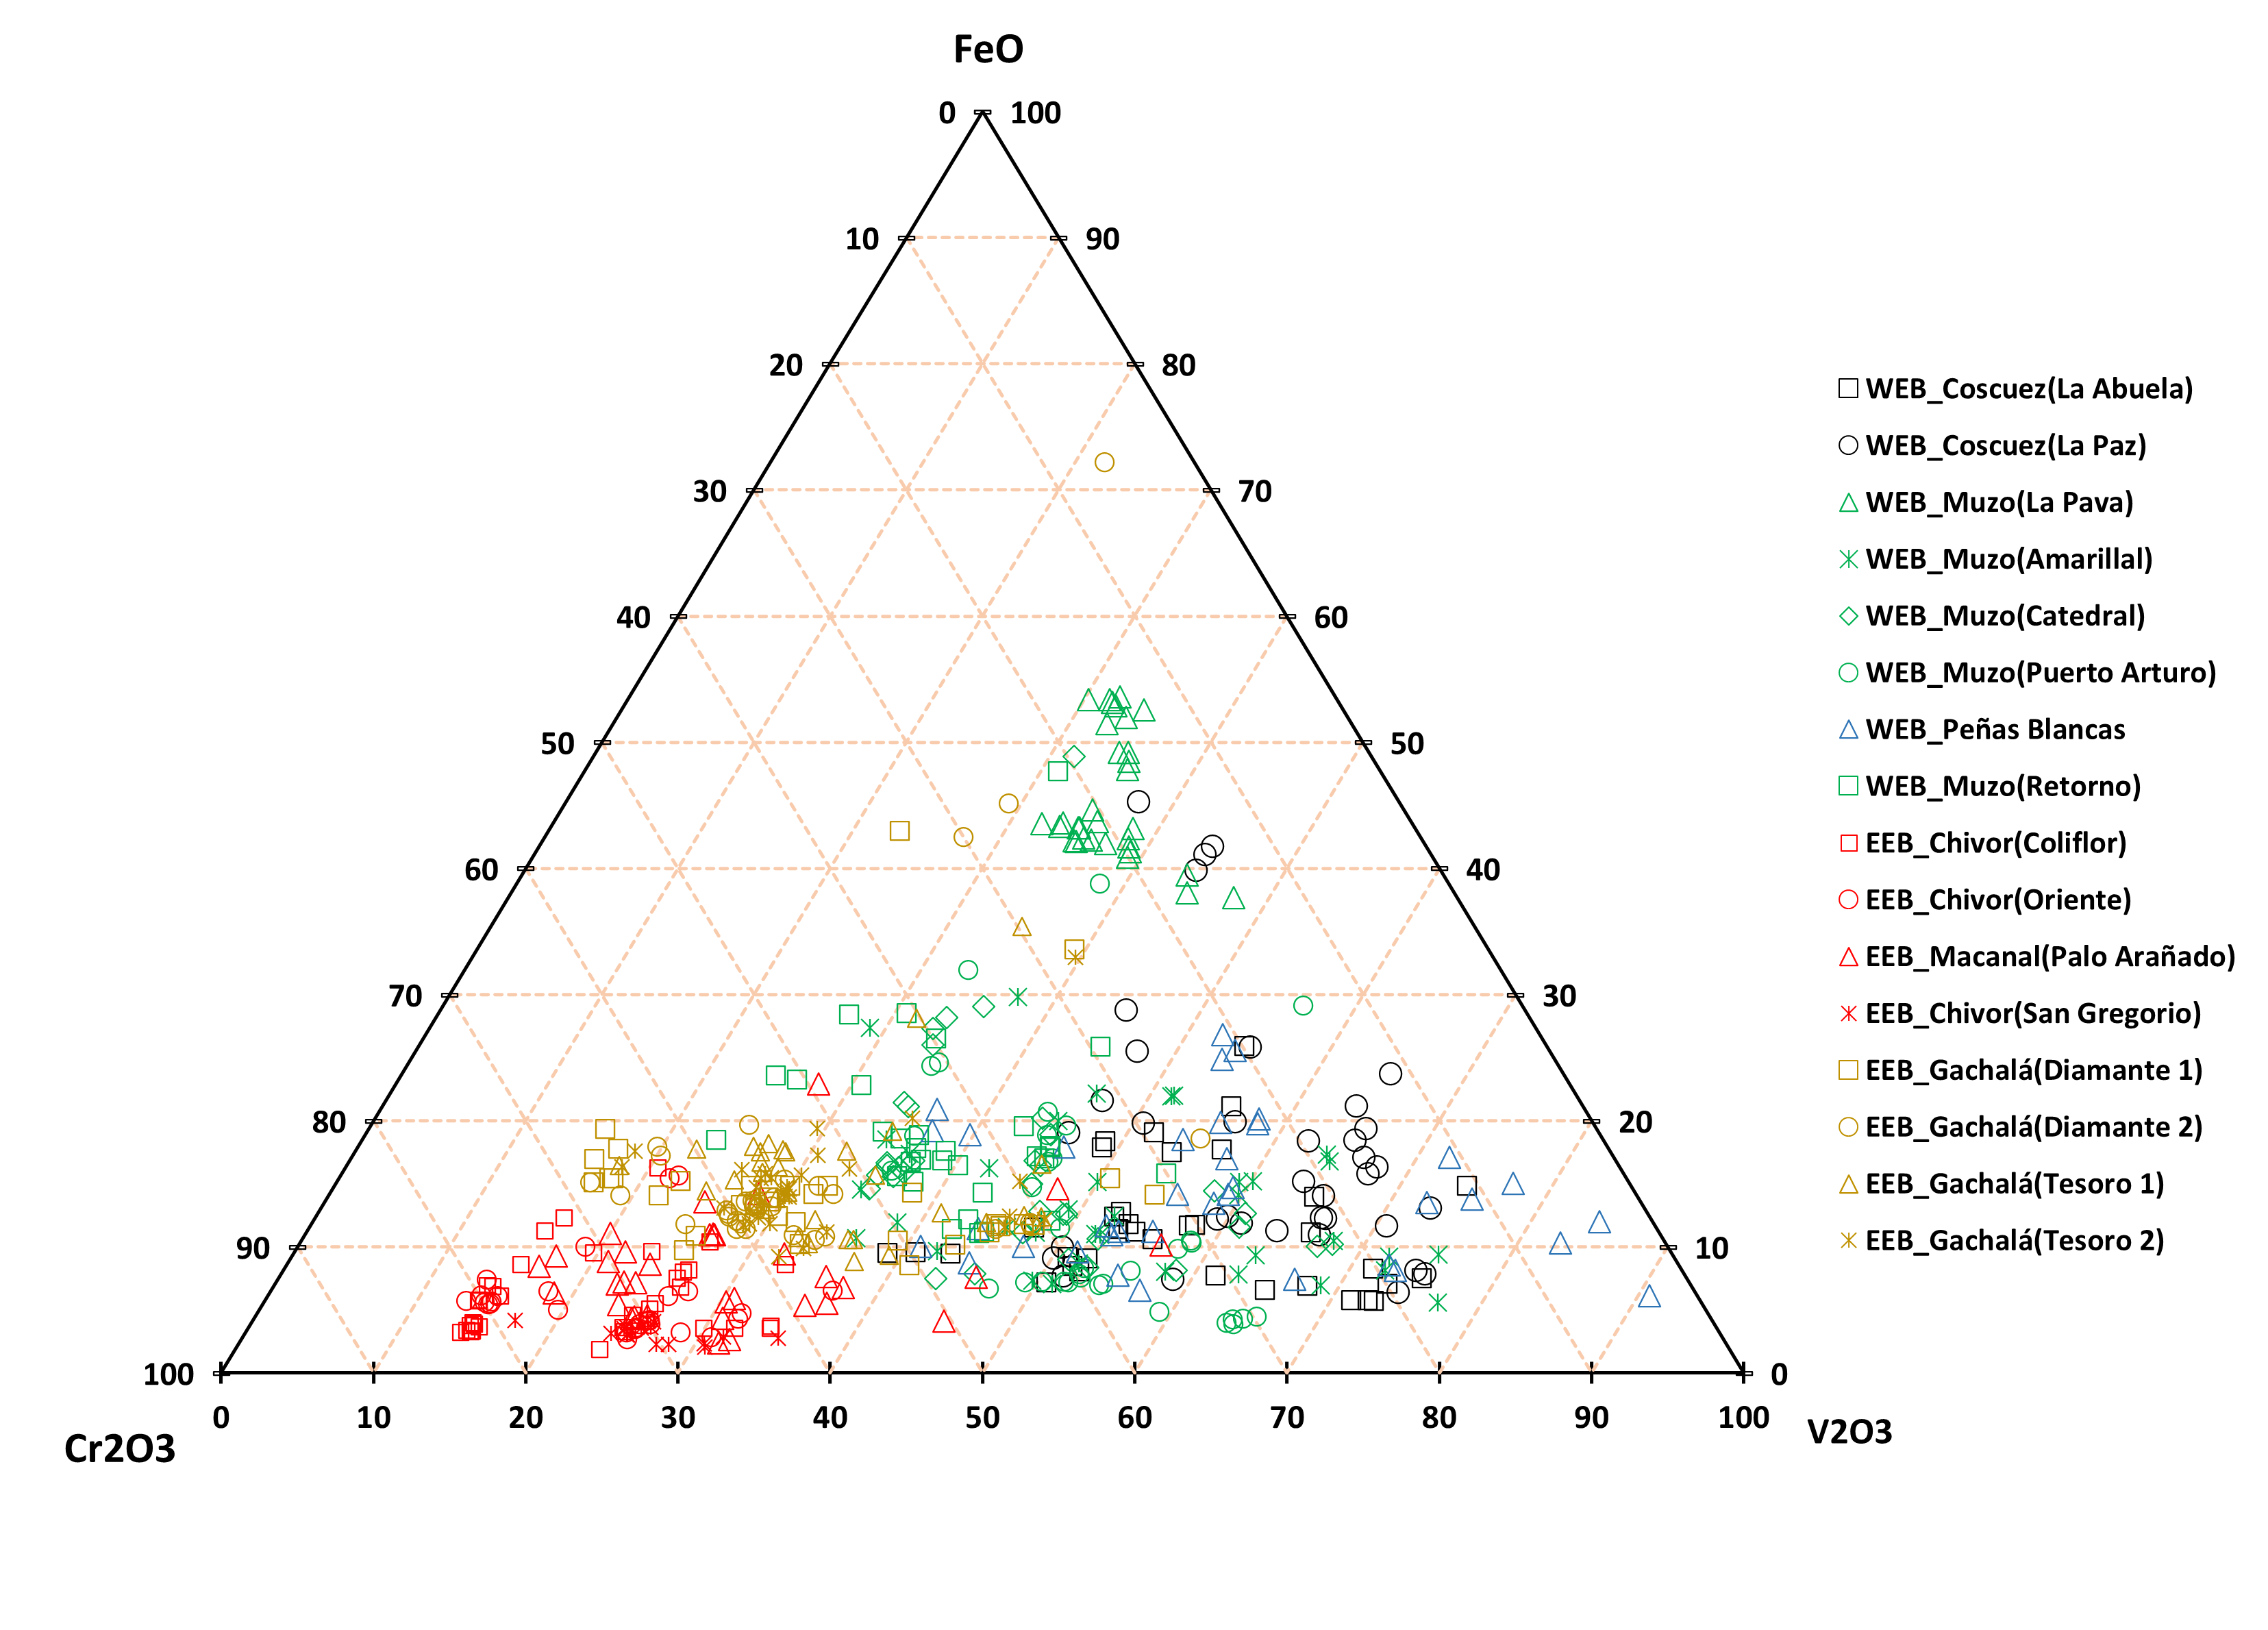 FeO
0 100
10 90
20 80
30 70
40 60
50 50
60 40
70 30
80 20
90 10
100 0
0 10 20 30 40 50 60 70 80 90 100
Cr2O3 V2O3
WEB_Coscuez(La Abuela)
WEB_Coscuez(La Paz)
WEB_Muzo(La Pava)
WEB_Muzo(Amarillal)
WEB_Muzo(Catedral)
WEB_Muzo(Puerto Arturo)
WEB_Peñas Blancas
WEB_Muzo(Retorno)
EEB_Chivor(Coliflor)
EEB_Chivor(Oriente)
EEB_Macanal(Palo Arañado)
EEB_Chivor(San Gregorio)
EEB_Gachalá(Diamante 1)
EEB_Gachalá(Diamante 2)
EEB_Gachalá(Tesoro 1)
EEB_Gachalá(Tesoro 2)